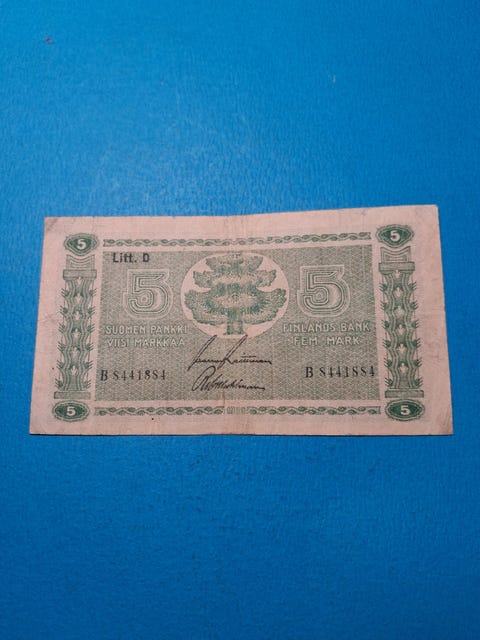 5 5
Litt. D
5 5
SUOMEN PANKKI FINLANDS BANK
VIISI MARKKAA FEM MARK
B 8441884 B 8441884
5 5